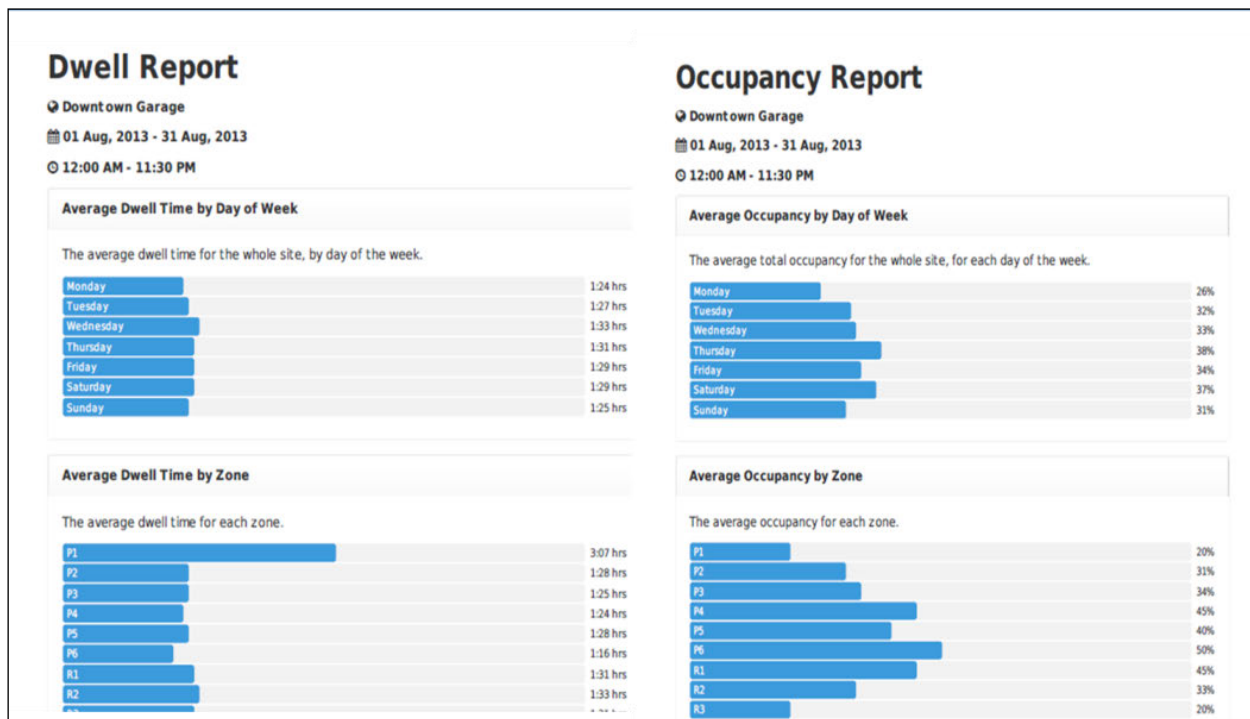 Dwell Report
Downtown Garage
01 Aug, 2013 - 31 Aug, 2013
12:00 AM - 11:30 PM
Average Dwell Time by Day of Week
The average dwell time for the whole site, by day of the week.
Monday 1:24 hrs
Tuesday 1:27 hrs
Wednesday 1:33 hrs
Thursday 1:31 hrs
Friday 1:29 hrs
Saturday 1:29 hrs
Sunday 1:25 hrs
Average Dwell Time by Zone
The average dwell time for each zone.
P1 3:07 hrs
P2 1:28 hrs
P3 1:25 hrs
P4 1:24 hrs
P5 1:28 hrs
P6 1:16 hrs
R1 1:31 hrs
R2 1:33 hrs
Occupancy Report
Downtown Garage
01 Aug, 2013 - 31 Aug, 2013
12:00 AM - 11:30 PM
Average Occupancy by Day of Week
The average total occupancy for the whole site, for each day of the week.
Monday 26%
Tuesday 32%
Wednesday 33%
Thursday 38%
Friday 34%
Saturday 37%
Sunday 31%
Average Occupancy by Zone
The average occupancy for each zone.
P1 20%
P2 31%
P3 34%
P4 45%
P5 40%
P6 50%
R1 45%
R2 33%
R3 20%